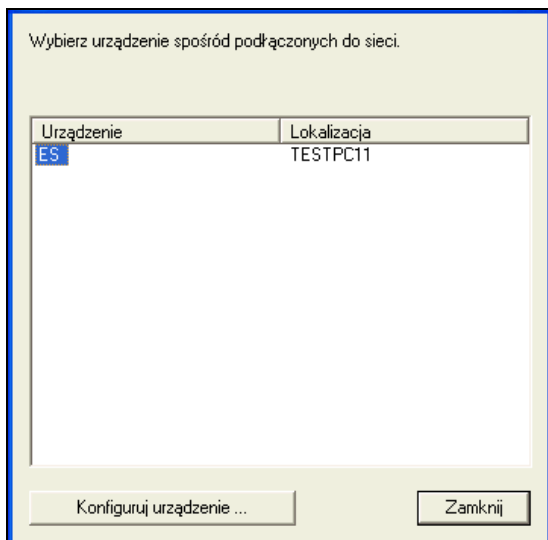 Wybierz urządzenie spośród podłączonych do sieci.
Urządzenie Lokalizacja
ES TESTPC11
Konfiguruj urządzenie ... Zamknij